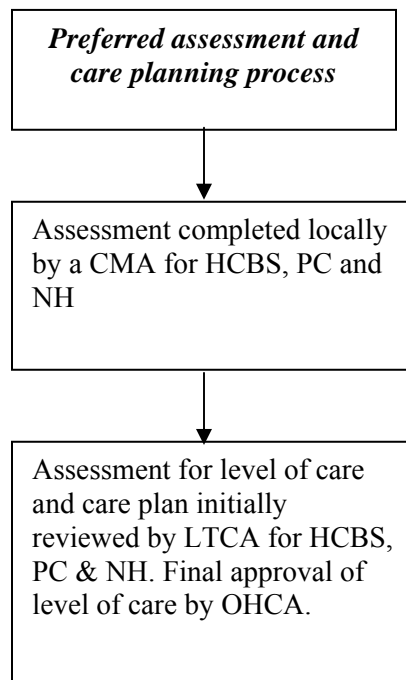 Preferred assessment and
care planning process
Assessment completed locally
by a CMA for HCBS, PC and
NH
Assessment for level of care
and care plan initially
reviewed by LTCA for HCBS,
PC & NH. Final approval of
level of care by OHCA.